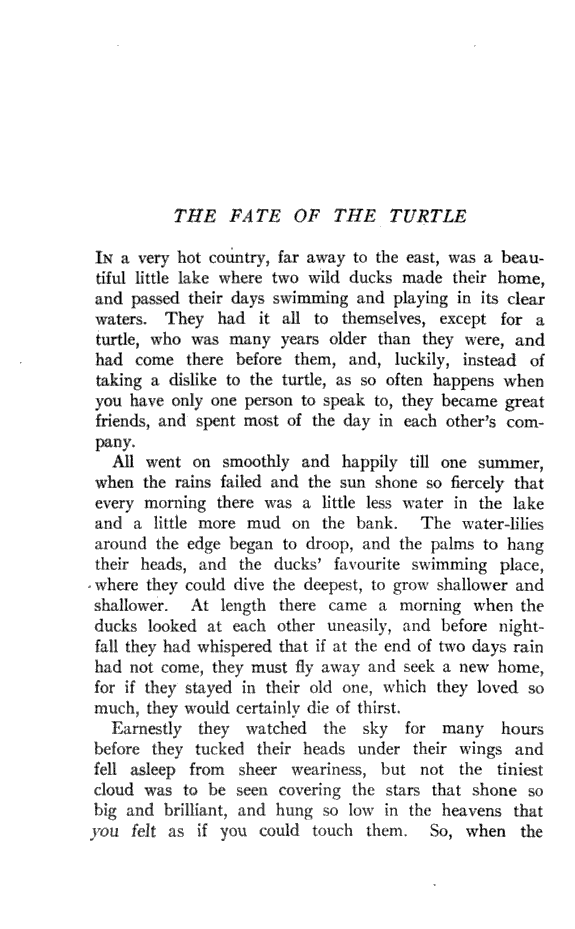 THE FATE OF THE TURTLE
IN a very hot country, far away to the east, was a beau-
tiful little lake where two wild ducks made their home,
and passed their days swimming and playing in its clear
waters. They had it all to themselves, except for a
turtle, who was many years older than they were, and
had come there before them, and, luckily, instead of
taking a dislike to the turtle, as so often happens when
you have only one person to speak to, they became great
friends, and spent most of the day in each other's com-
pany.
All went on smoothly and happily till one summer,
when the rains failed and the sun shone so fiercely that
every morning there was a little less water in the lake
and a little more mud on the bank. The water-lilies
around the edge began to droop, and the palms to hang
their heads, and the ducks' favourite swimming place,
where they could dive the deepest, to grow shallower and
shallower. At length there came a morning when the
ducks looked at each other uneasily, and before night-
fall they had whispered that if at the end of two days rain
had not come, they must fly away and seek a new home,
for if they stayed in their old one, which they loved so
much, they would certainly die of thirst.
Earnestly they watched the sky for many hours
before they tucked their heads under their wings and
fell asleep from sheer weariness, but not the tiniest
cloud was to be seen covering the stars that shone so
big and brilliant, and hung so low in the heavens that
you felt as if you could touch them. So, when the